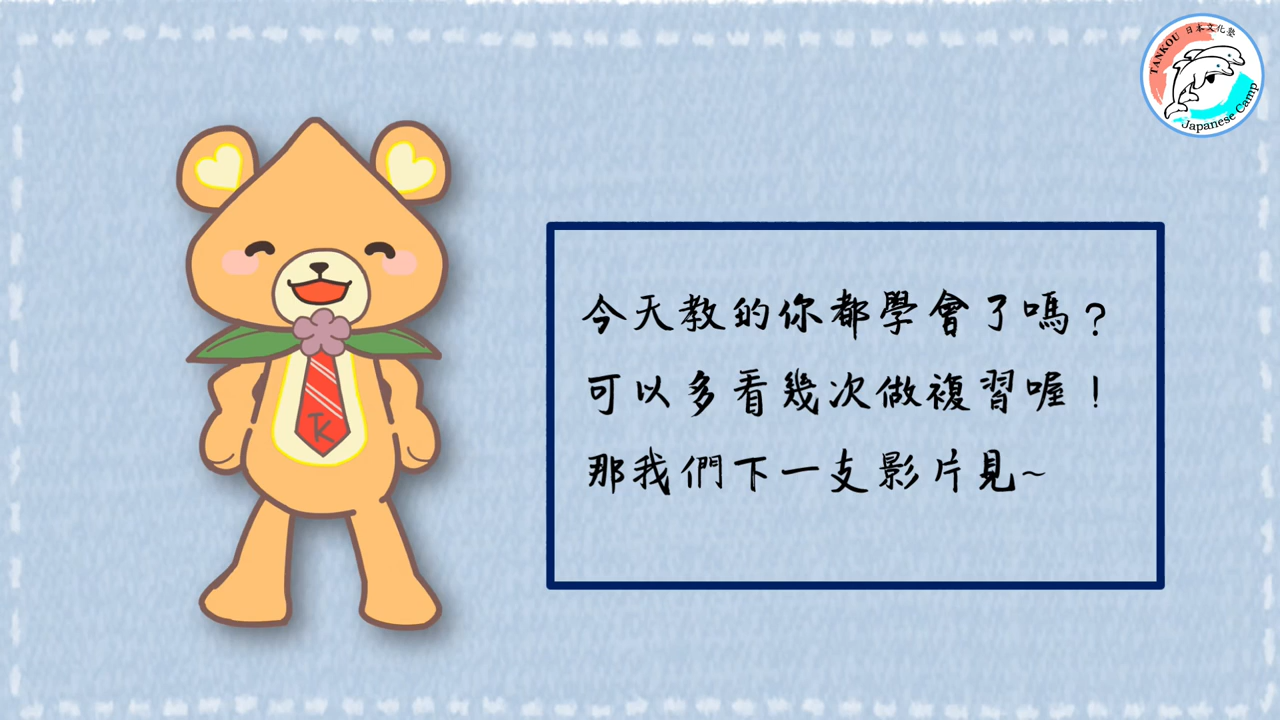 TANKOU 日本文化塾
Japanese Camp
今天教的你都學會了嗎？
可以多看幾次做複習喔！
那我們下一支影片見~
TK